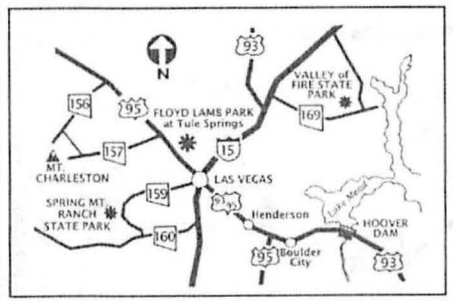 93
VALLEY of
FIRE STATE
PARK
N
156
95
FLOYD LAMB PARK
at Tule Springs
169
157
15
MT.
CHARLESTON
LAS VEGAS
159
SPRING MT.
RANCH
STATE PARK
93
95
Lake Mead
Henderson
HOOVER
DAM
160
95
Boulder
City
93